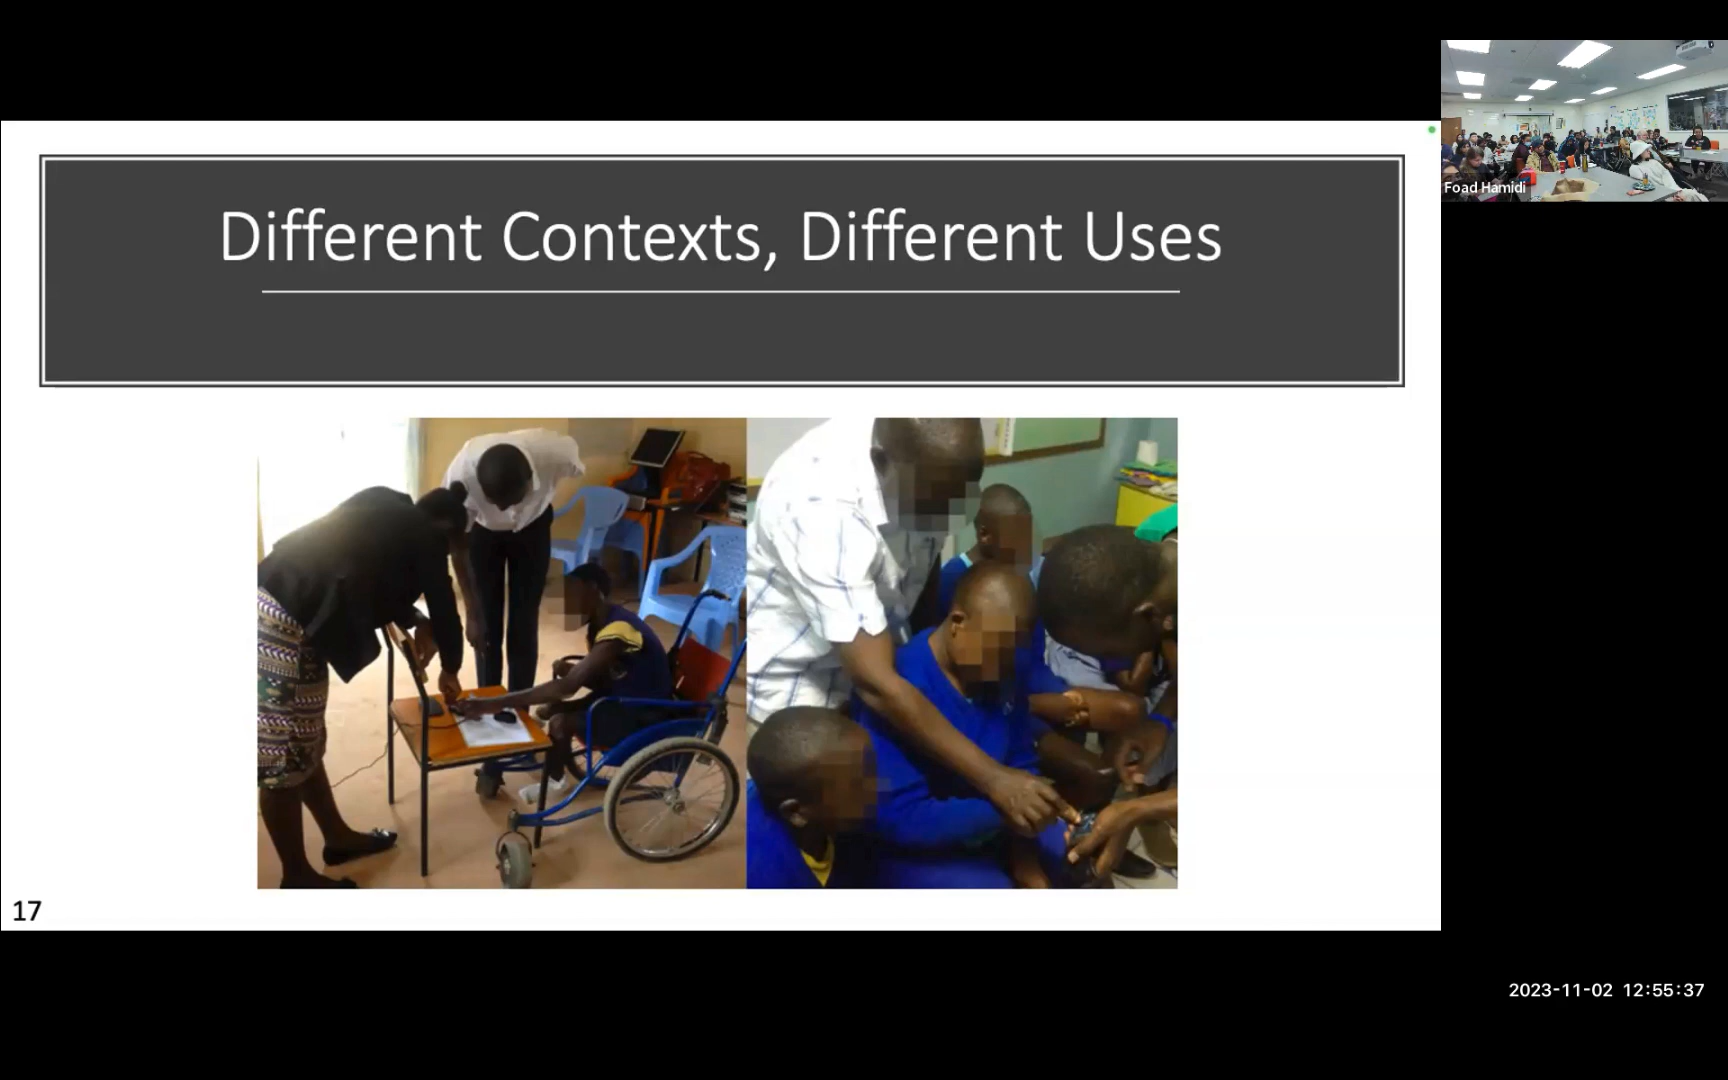 Different Contexts, Different Uses
Foad Hamidi
17
2023-11-02 12:55:37